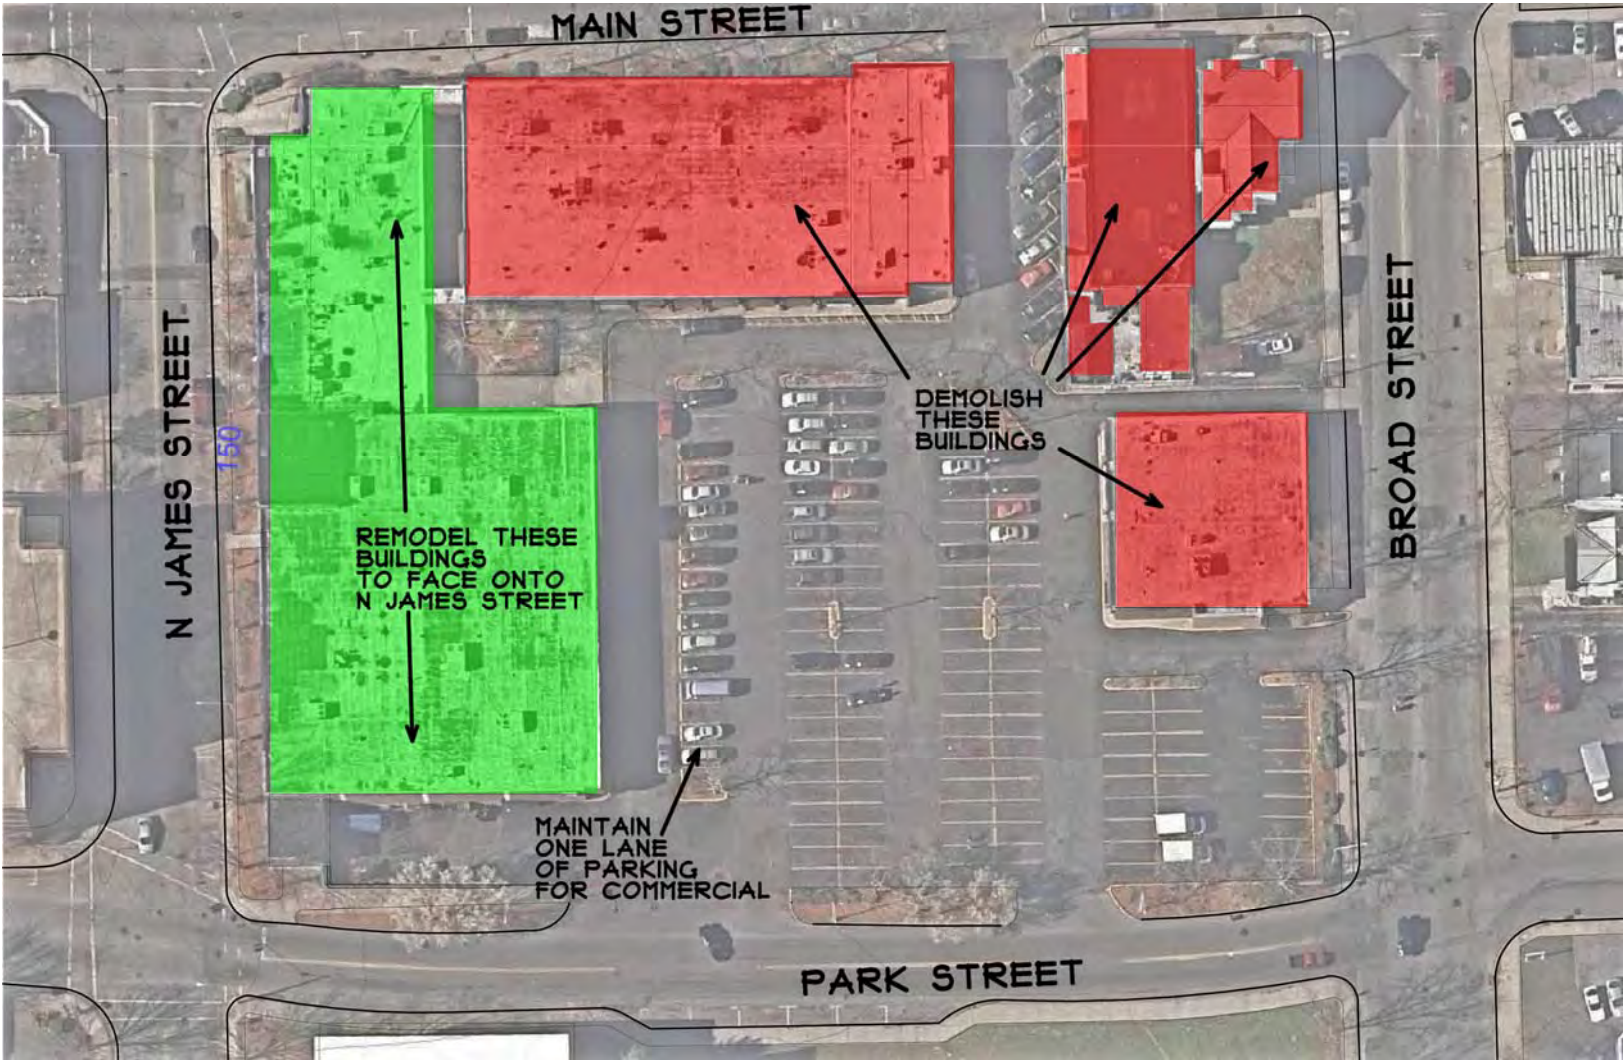 MAIN STREET
N JAMES STREET
150
BROAD STREET
DEMOLISH
THESE
BUILDINGS
REMODEL THESE
BUILDINGS
TO FACE ONTO
N JAMES STREET
MAINTAIN
ONE LANE
OF PARKING
FOR COMMERCIAL
PARK STREET